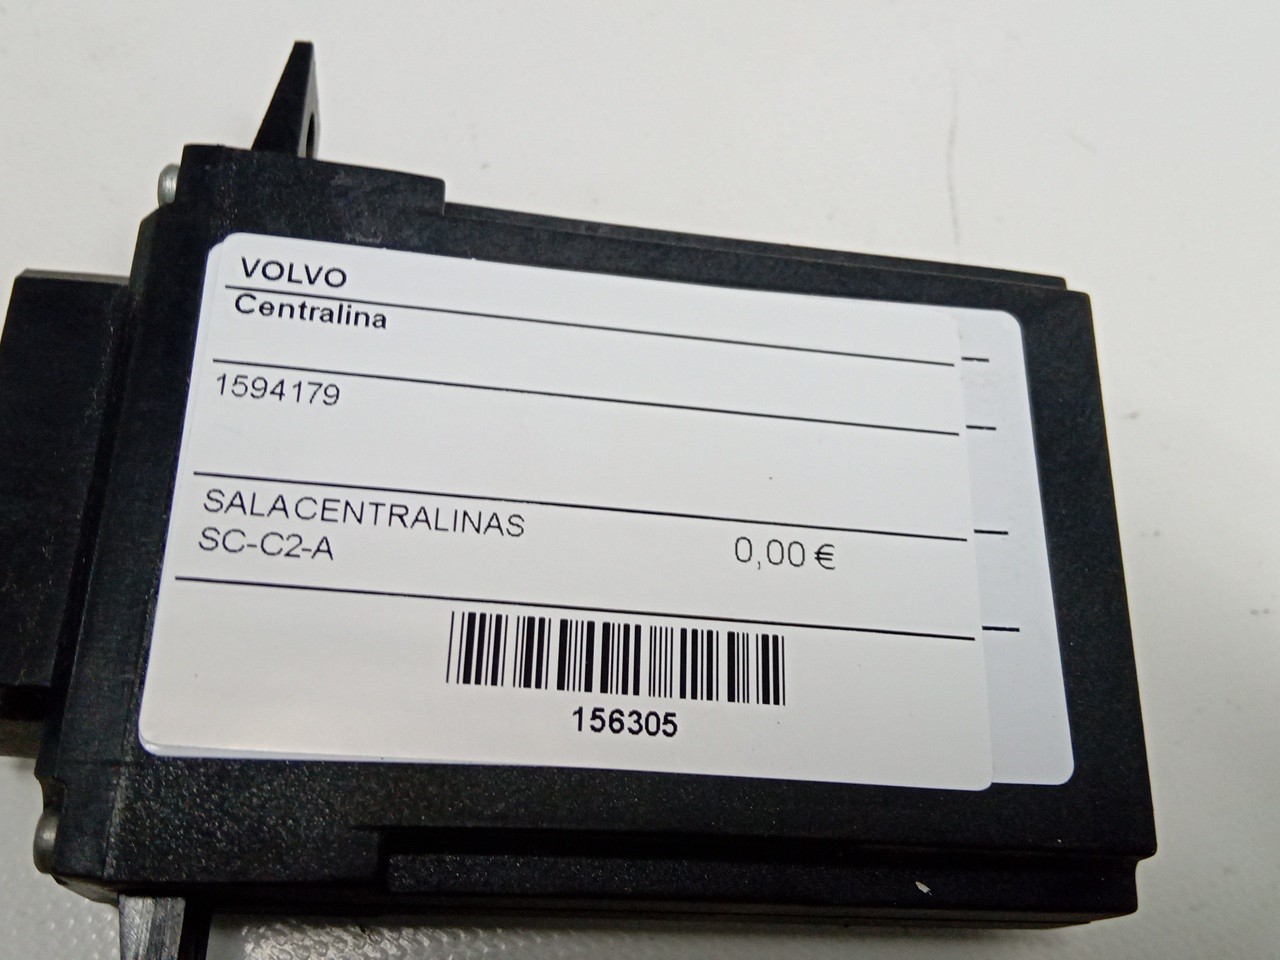 VOLVO
Centralina
1594179
SALACENTRALINAS
SC-C2-A
0,00 €
156305